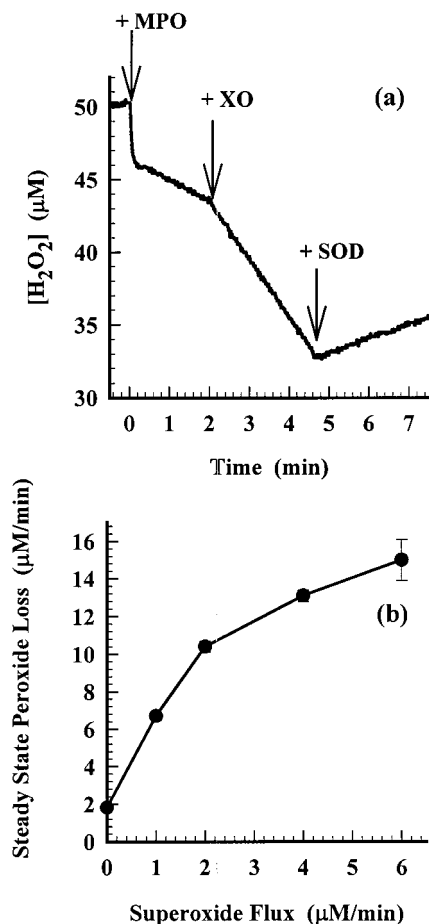 + MPO
+ XO
(a)
+ SOD
[H₂O₂] (μM)
50
45
40
35
30
0 1 2 3 4 5 6 7
Time (min)
Steady State Peroxide Loss (μM/min)
16
14
12
10
8
6
4
2
0
(b)
0 1 2 3 4 5 6
Superoxide Flux (μM/min)